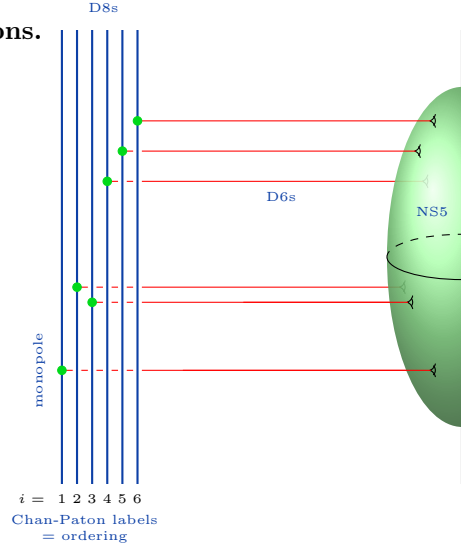 D8s
ons.
D6s
NS5
monopole
i = 1 2 3 4 5 6
Chan-Paton labels
= ordering